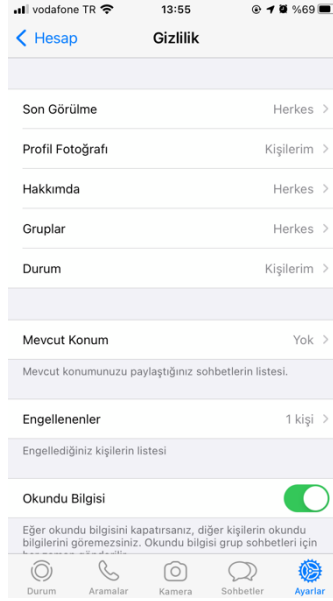 vodafone TR 13:55 %69
Hesap Gizlilik
Son Görülme Herkes
Profil Fotoğrafı Kişilerim
Hakkımda Herkes
Gruplar Herkes
Durum Kişilerim
Mevcut Konum Yok
Mevcut konumunuzu paylaştığınız sohbetlerin listesi.
Engellenenler 1 kişi
Engellediğiniz kişilerin listesi
Okundu Bilgisi
Eğer okundu bilgisini kapatırsanız, diğer kişilerin okundu
bilgilerini göremezsiniz. Okundu bilgisi grup sohbetleri için
Durum Aramalar Kamera Sohbetler Ayarlar